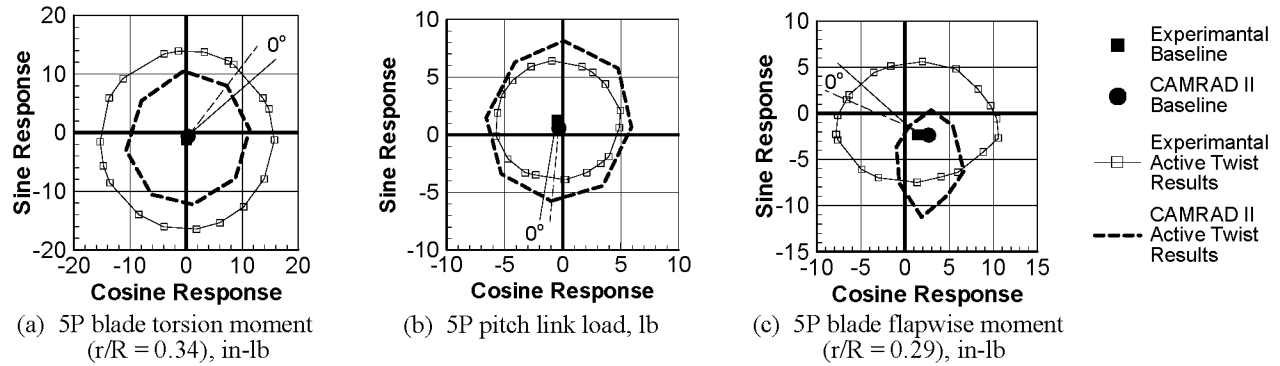 20
10
0
-10
-20
-20 -10 0 10 20
Sine Response
Cosine Response
0°
(a) 5P blade torsion moment
(r/R = 0.34), in-lb
10
5
0
-5
-10
-10 -5 0 5 10
Sine Response
Cosine Response
0°
(b) 5P pitch link load, lb
10
5
0
-5
-10
-15
-10 -5 0 5 10 15
Sine Response
Cosine Response
0°
(c) 5P blade flapwise moment
(r/R = 0.29), in-lb
Experimantal
Baseline
CAMRAD II
Baseline
Experimantal
Active Twist
Results
CAMRAD II
Active Twist
Results